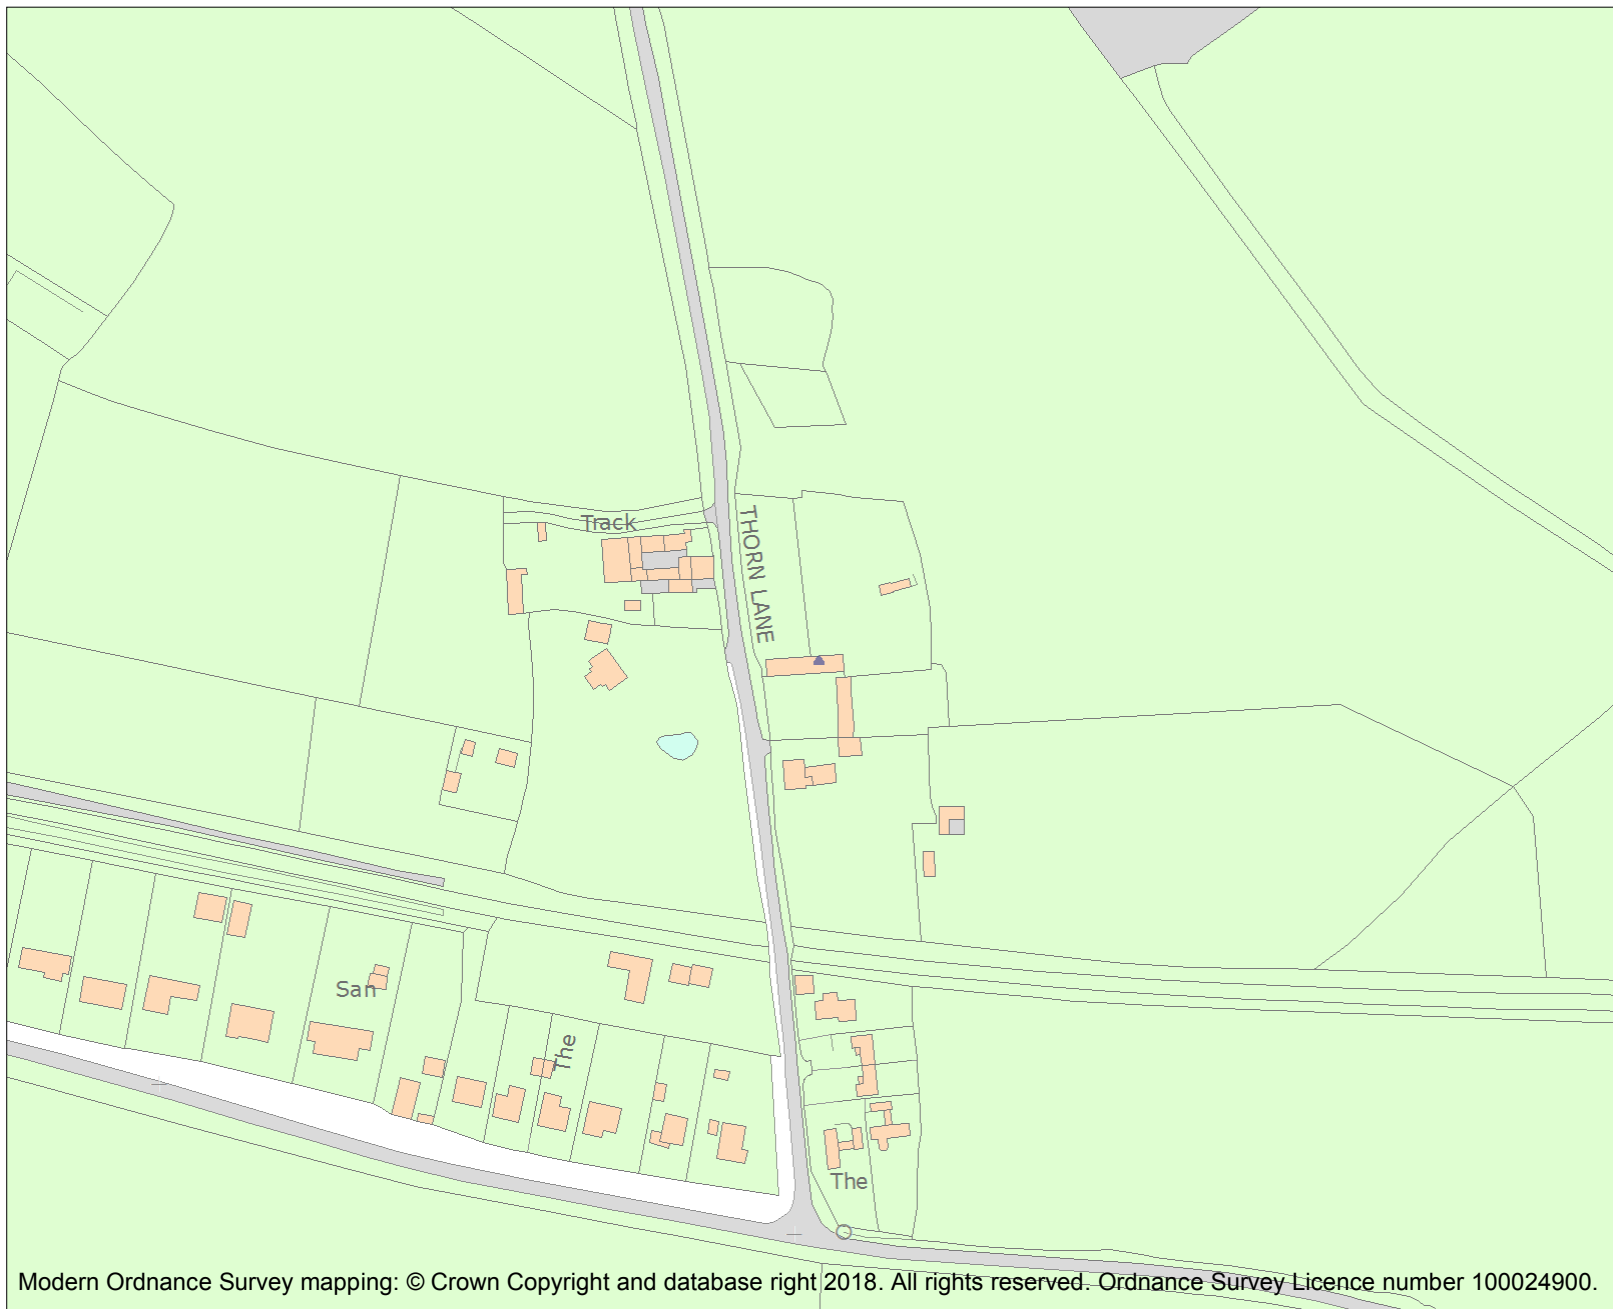 Track
THORN LANE
San
The
The
Modern Ordnance Survey mapping: © Crown Copyright and database right 2018. All rights reserved. Ordnance Survey Licence number 100024900.